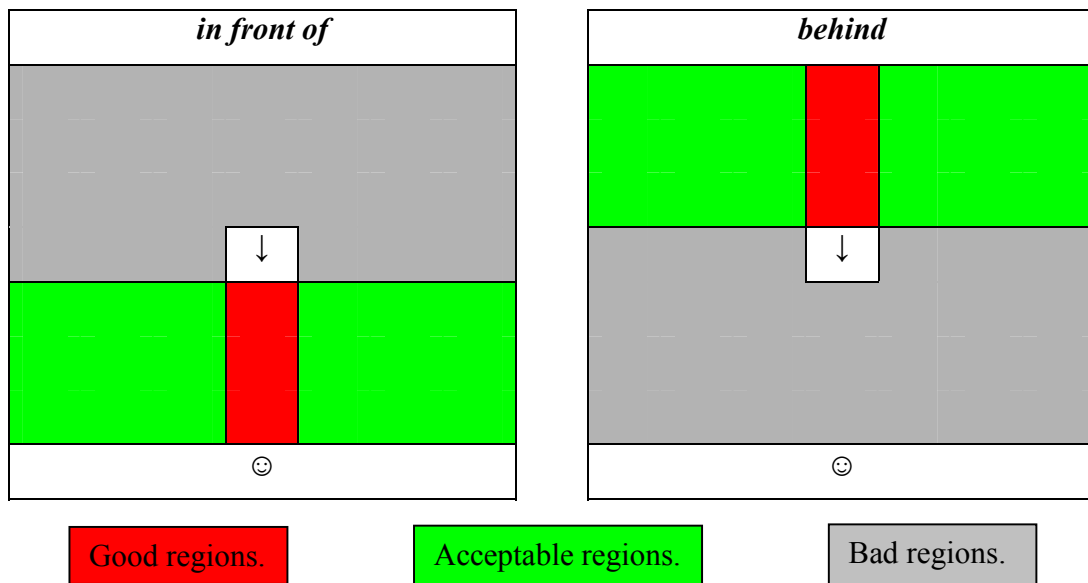 in front of
behind
↓
↓
☺
☺
Good regions.
Acceptable regions.
Bad regions.